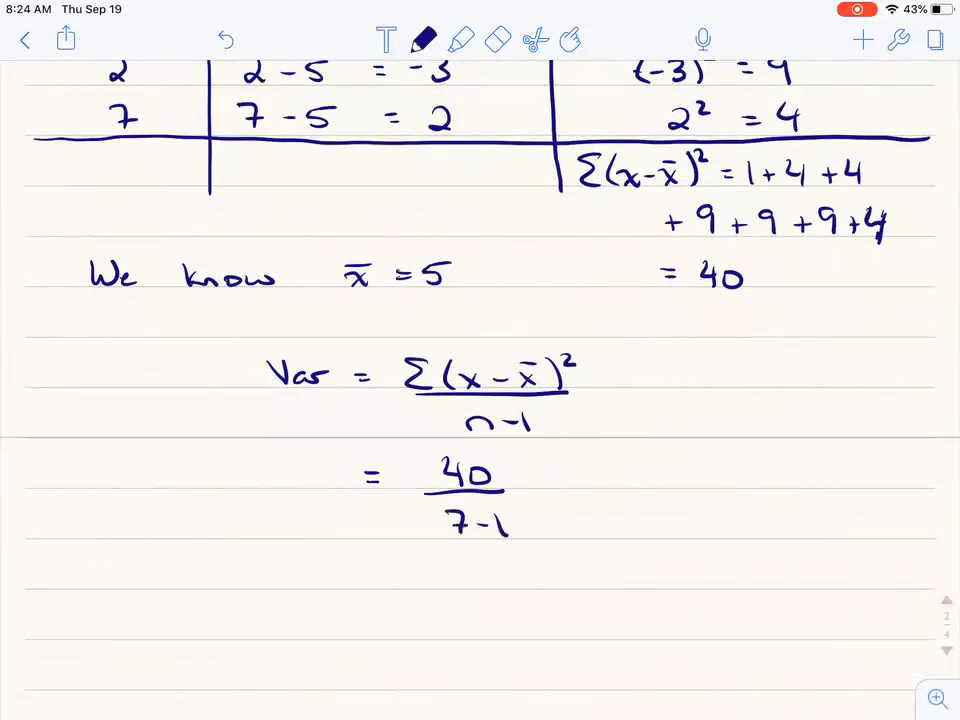 8:24 AM Thu Sep 19 43%
T
2 2 - 5 = -3 (-3)² = 9
7 7 - 5 = 2 2² = 4
Σ(x - x̄)² = 1 + 4 + 4
+ 9 + 9 + 9 + 4
We know x̄ = 5 = 40
Var = Σ(x - x̄)²
n - 1
= 40
7 - 1
2
4